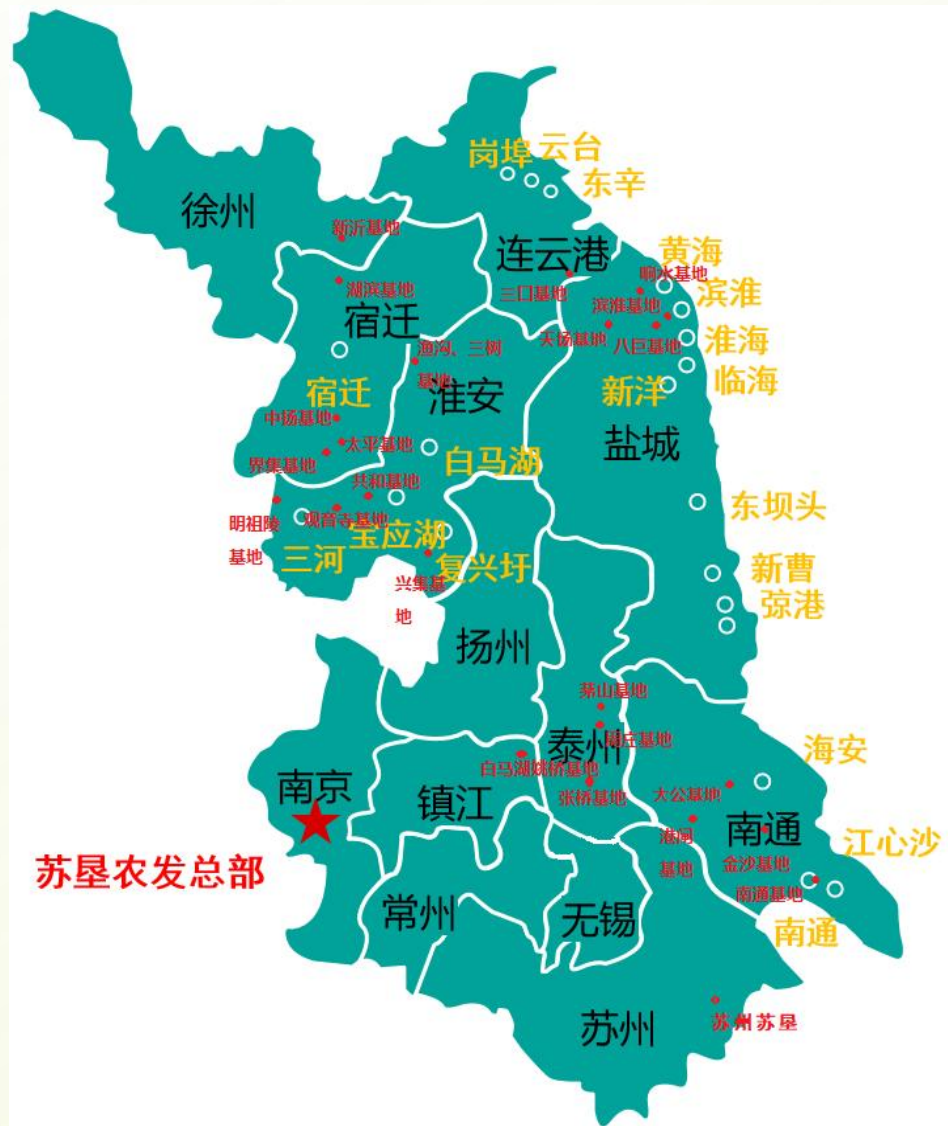 岗埠
云台
东辛
徐州
新沂基地
连云港
黄海
响水基地
湖滨基地
三口基地
滨淮基地
滨淮
宿迁
天场基地
八巨基地
淮海
渔沟、三树
基地
临海
宿迁
淮安
新洋
中扬基地
盐城
太平基地
界集基地
白马湖
共和基地
东坝头
明祖陵
基地
观音寺基地
宝应湖
三河
复兴圩
新曹
兴集基
地
弶港
扬州
茅山基地
周庄基地
泰州
海安
白马湖姚桥基地
南京
张桥基地
大公基地
镇江
南通
港闸
基地
江心沙
金沙基地
苏垦农发总部
南通基地
常州
无锡
南通
苏州
苏州苏垦